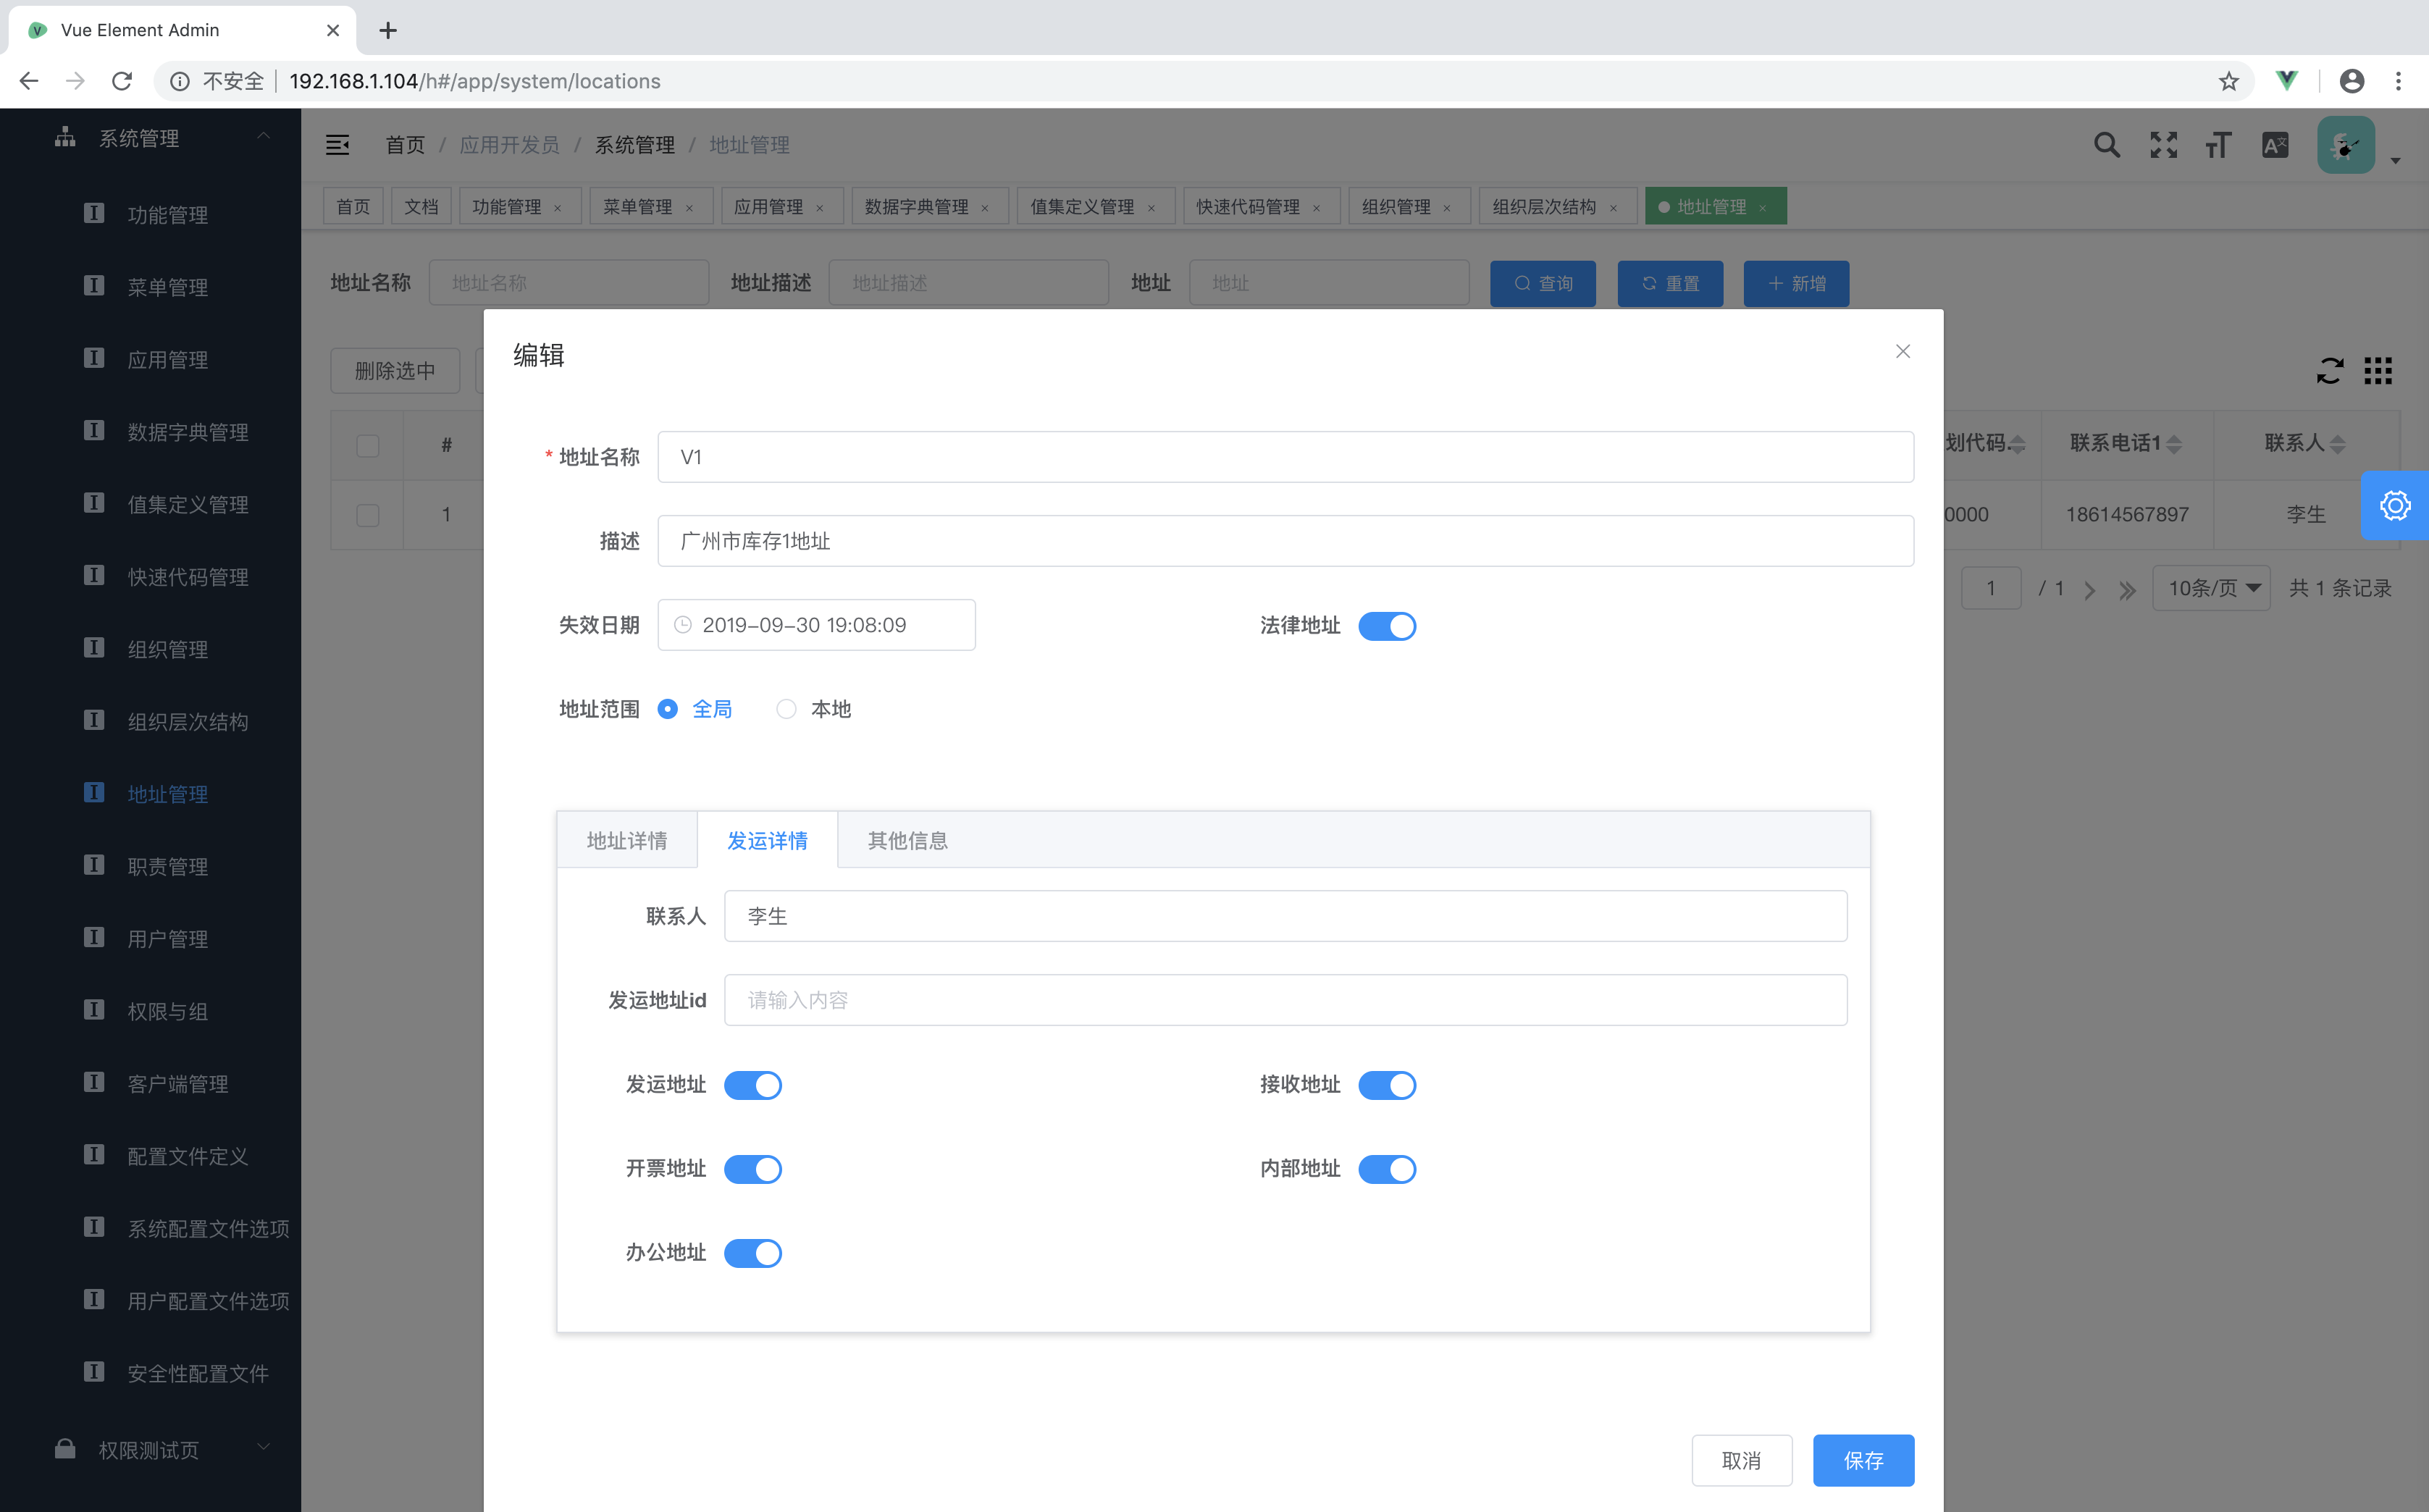 Vue Element Admin
不安全 192.168.1.104/h#/app/system/locations
系统管理
功能管理
菜单管理
应用管理
数据字典管理
值集定义管理
快速代码管理
组织管理
组织层次结构
地址管理
职责管理
用户管理
权限与组
客户端管理
配置文件定义
系统配置文件选项
用户配置文件选项
安全性配置文件
权限测试页
首页 / 应用开发员 / 系统管理 / 地址管理
首页 文档 功能管理 × 菜单管理 × 应用管理 × 数据字典管理 × 值集定义管理 × 快速代码管理 × 组织管理 × 组织层次结构 × 地址管理 ×
地址名称 地址名称 地址描述 地址描述 地址 地址 查询 重置 新增
删除选中
# 划代码.. 联系电话1 联系人
1 0000 18614567897 李生
1 / 1 10条/页 共 1 条记录
编辑
* 地址名称 V1
描述 广州市库存1地址
失效日期 2019-09-30 19:08:09 法律地址
地址范围 全局 本地
地址详情 发运详情 其他信息
联系人 李生
发运地址id 请输入内容
发运地址 接收地址
开票地址 内部地址
办公地址
取消 保存